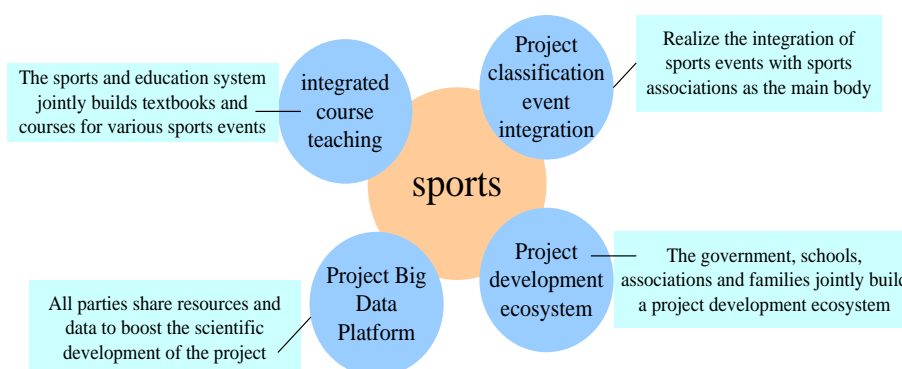 The sports and education system
jointly builds textbooks and
courses for various sports events
integrated
course
teaching
Project
classification
event
integration
Realize the integration of
sports events with sports
associations as the main body
sports
All parties share resources and
data to boost the scientific
development of the project
Project Big
Data
Platform
Project
development
ecosystem
The government, schools,
associations and families jointly build
a project development ecosystem